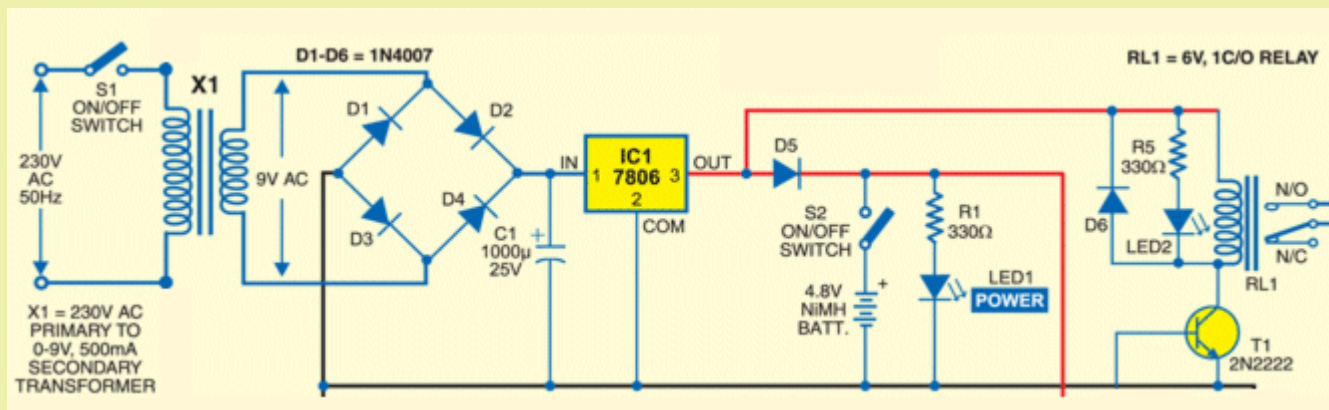 D1-D6 = 1N4007
RL1 = 6V, 1C/O RELAY
S1
ON/OFF
SWITCH
X1
230V
AC
50Hz
9V AC
D1
D2
D3
D4
C1
1000µ
25V
+
IN
IC1
7806
1
3
2
OUT
COM
D5
S2
ON/OFF
SWITCH
4.8V
NiMH
BATT.
+
R1
330Ω
LED1
POWER
D6
R5
330Ω
LED2
N/O
N/C
RL1
T1
2N2222
X1 = 230V AC
PRIMARY TO
0-9V, 500mA
SECONDARY
TRANSFORMER